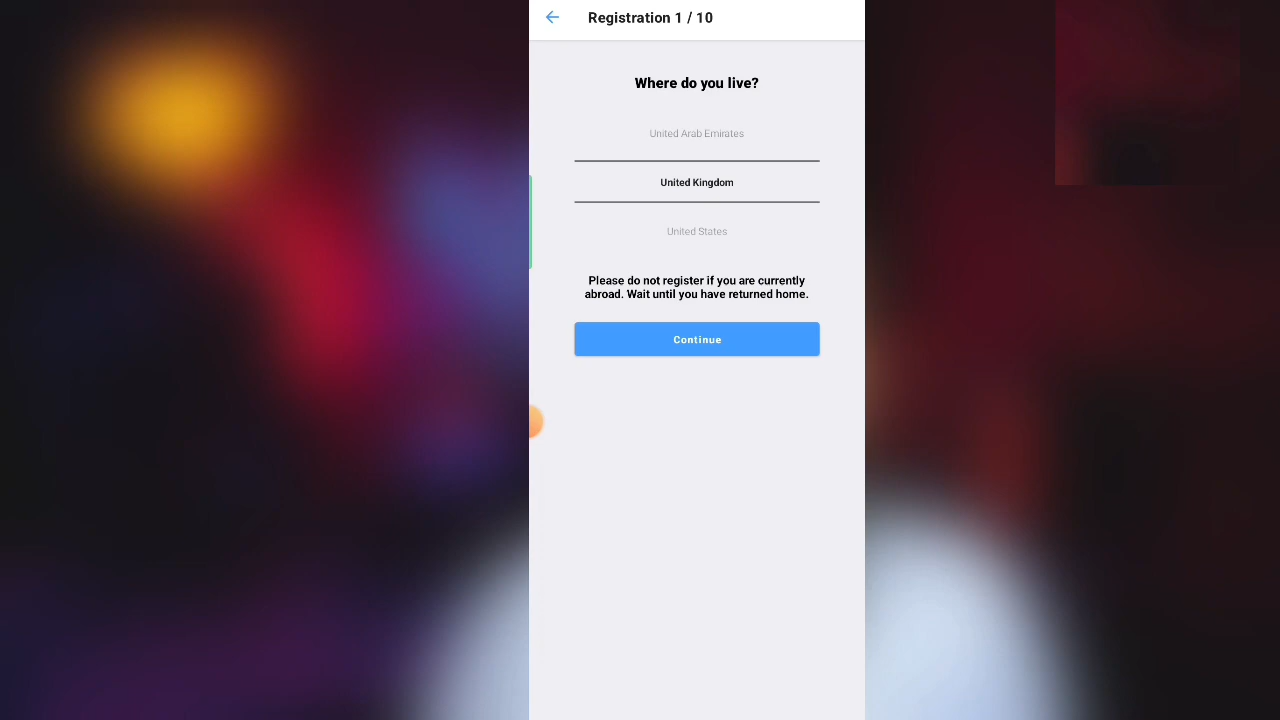 Registration 1 / 10
Where do you live?
United Arab Emirates
United Kingdom
United States
Please do not register if you are currently
abroad. Wait until you have returned home.
Continue